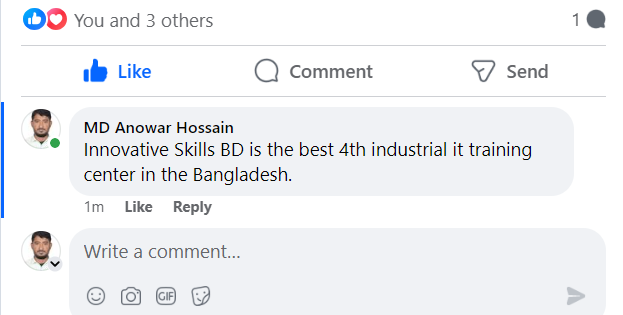 You and 3 others 1
Like Comment Send
MD Anowar Hossain
Innovative Skills BD is the best 4th industrial it training
center in the Bangladesh.
1m Like Reply
Write a comment...
GIF